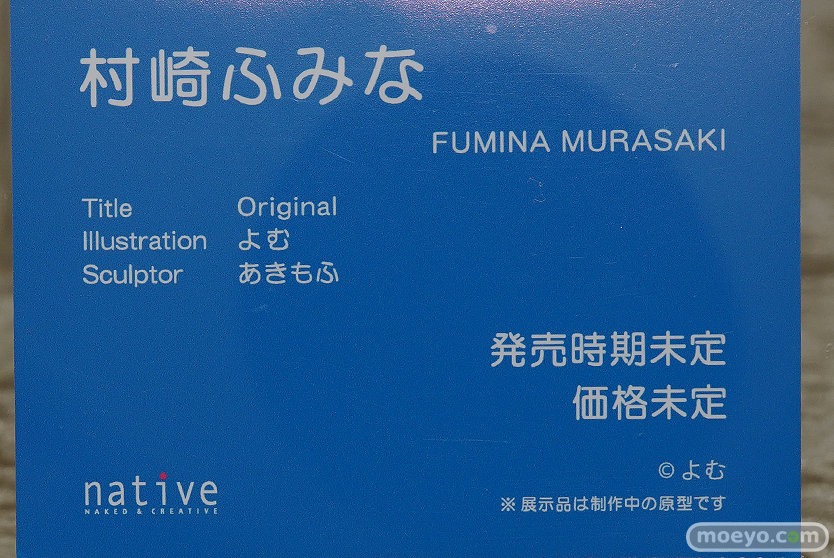 村崎ふみな
FUMINA MURASAKI
Title Original
Illustration よむ
Sculptor あきもふ
発売時期未定
価格未定
©よむ
native
NAKED & CREATIVE
※展示品は制作中の原型です
moeyo.com